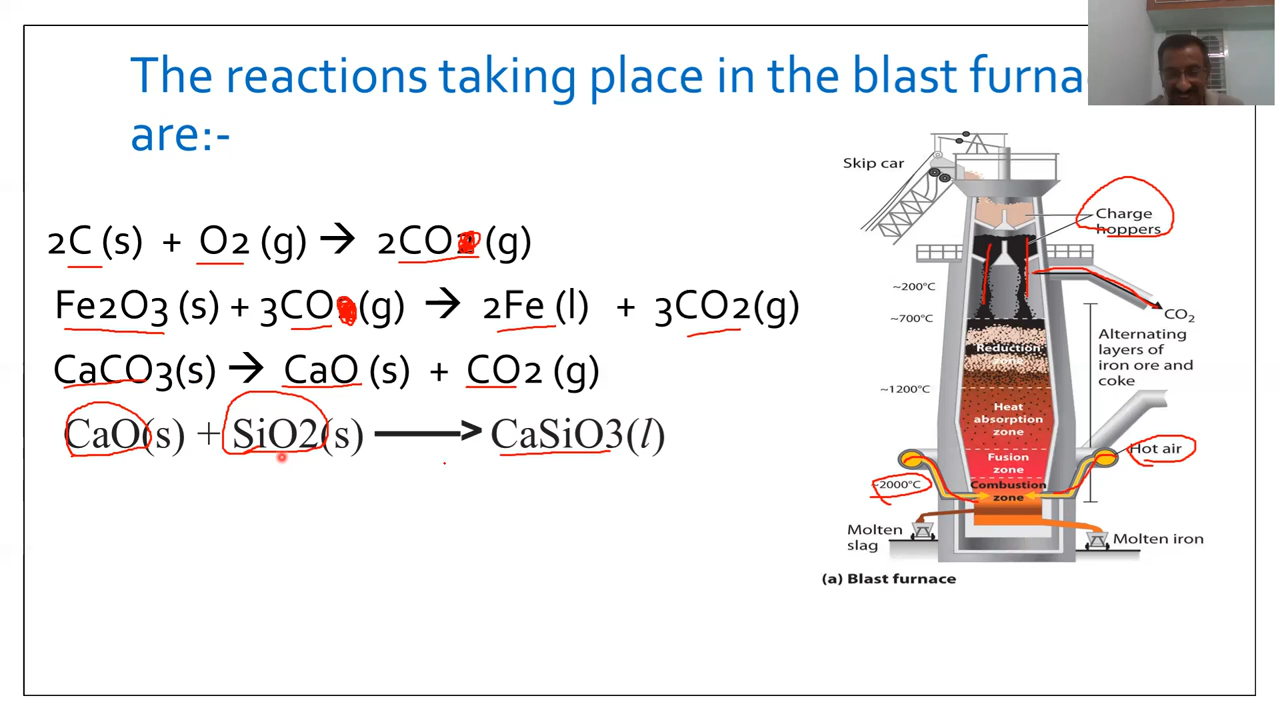 The reactions taking place in the blast furna
are:-
2C (s) + O2 (g) → 2CO2 (g)
Fe2O3 (s) + 3CO (g) → 2Fe (l) + 3CO2(g)
CaCO3(s) → CaO (s) + CO2 (g)
CaO(s) + SiO2(s) ⟶ CaSiO3(l)
Skip car
Charge
hoppers
~200°C
CO2
~700°C
Alternating
layers of
iron ore and
coke
Reduction
zone
~1200°C
Heat
absorption
zone
Hot air
Fusion
zone
~2000°C
Combustion
zone
Molten
slag
Molten iron
(a) Blast furnace